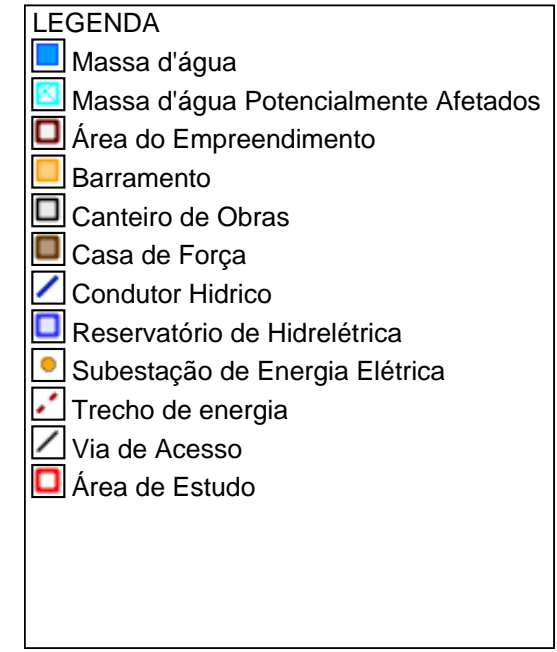 LEGENDA
Massa d'água
Massa d'água Potencialmente Afetados
Área do Empreendimento
Barramento
Canteiro de Obras
Casa de Força
Condutor Hidrico
Reservatório de Hidrelétrica
Subestação de Energia Elétrica
Trecho de energia
Via de Acesso
Área de Estudo